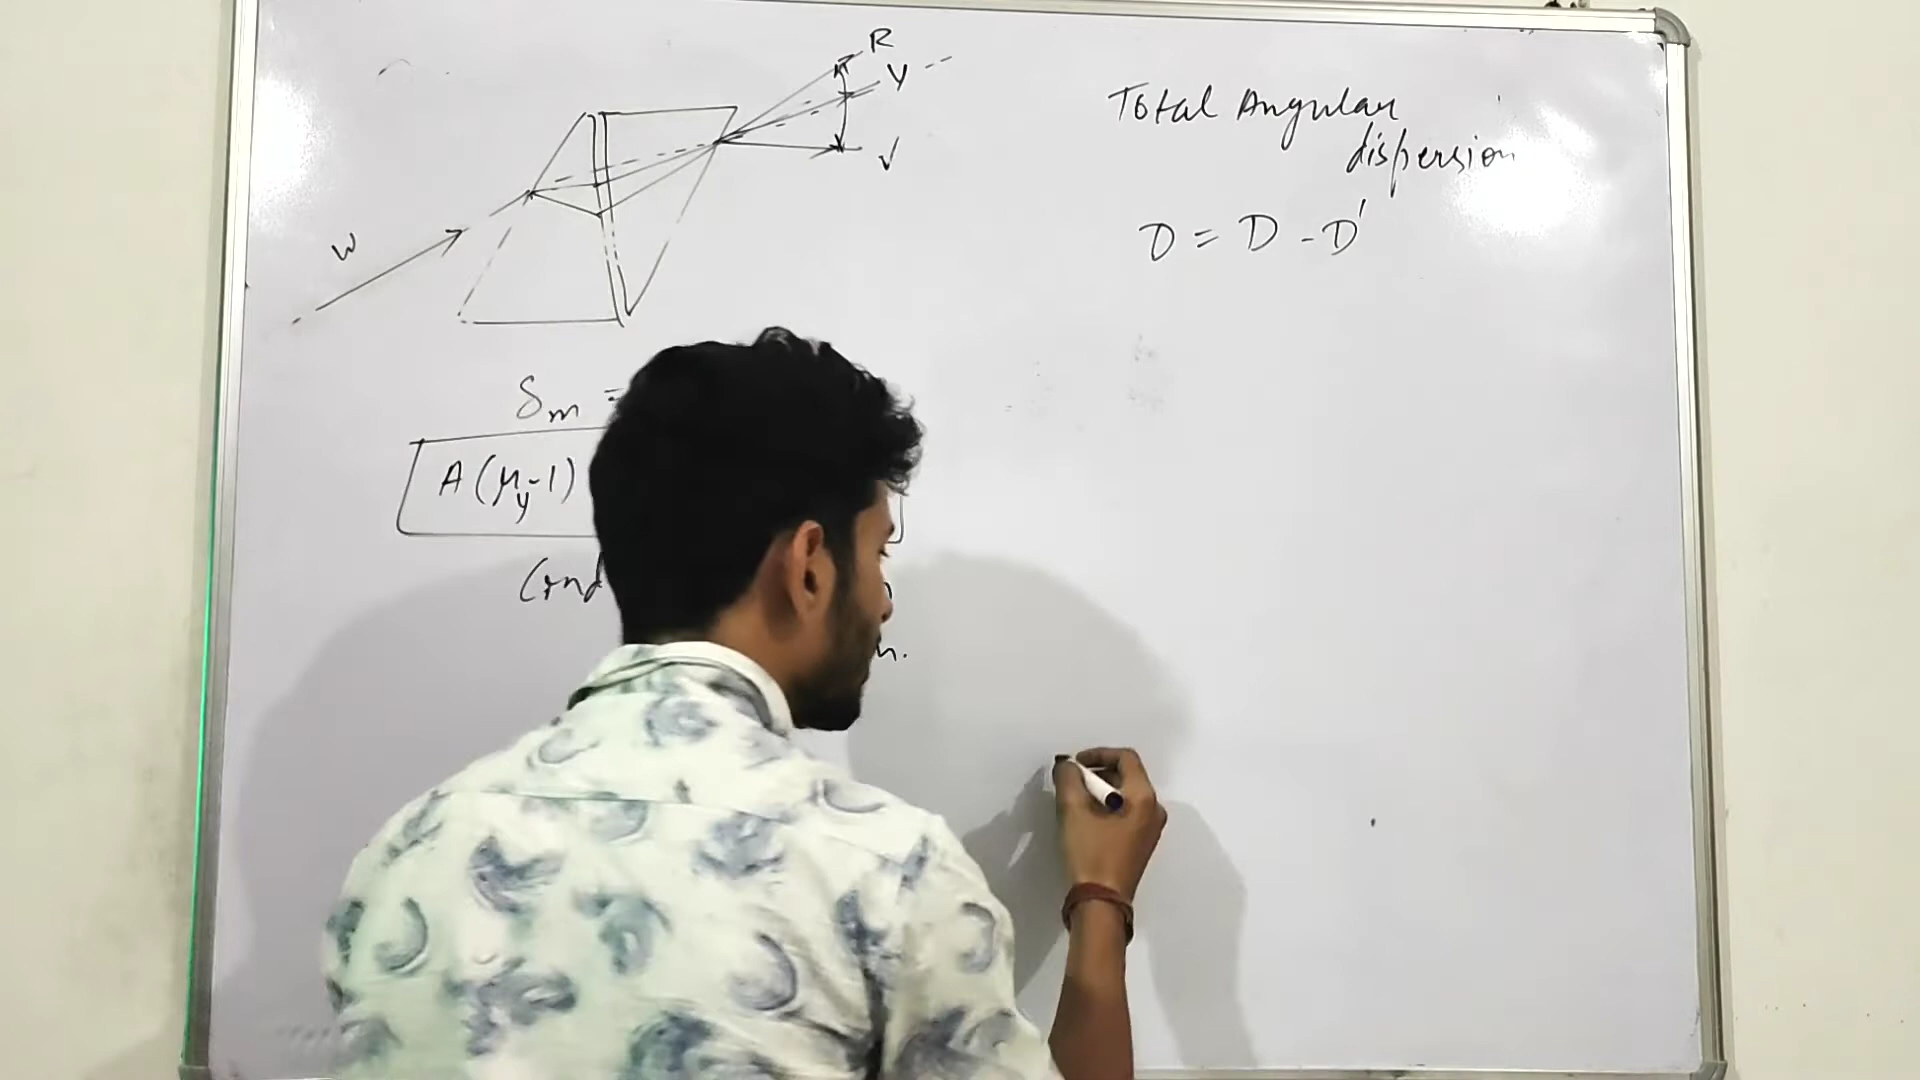 R
Y
V
W
Total Angular
dispersion
D = D - D'
δm =
A(μy-1)
Cond
n.